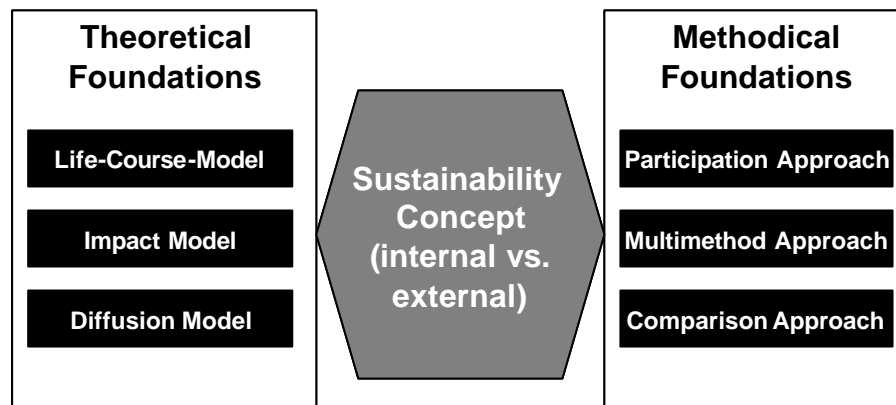 Theoretical
Foundations
Life-Course-Model
Impact Model
Diffusion Model
Sustainability
Concept
(internal vs.
external)
Methodical
Foundations
Participation Approach
Multimethod Approach
Comparison Approach